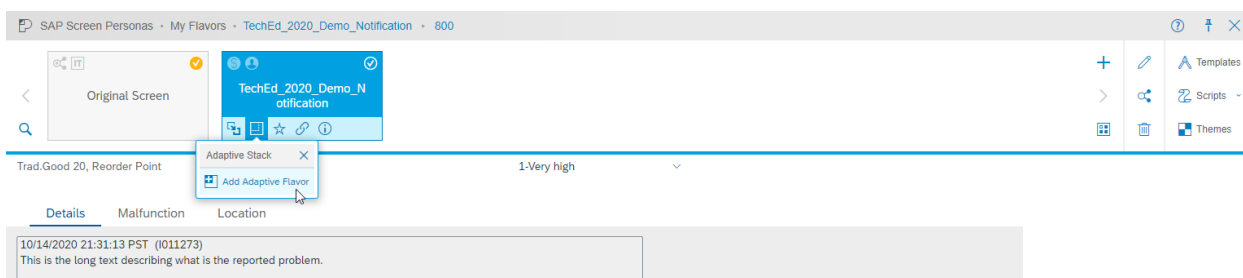 SAP Screen Personas • My Flavors • TechEd_2020_Demo_Notification • 800
IT
Original Screen
S
TechEd_2020_Demo_N
otification
Templates
Scripts
Themes
Adaptive Stack
Add Adaptive Flavor
Trad.Good 20, Reorder Point
1-Very high
Details Malfunction Location
10/14/2020 21:31:13 PST (I011273)
This is the long text describing what is the reported problem.